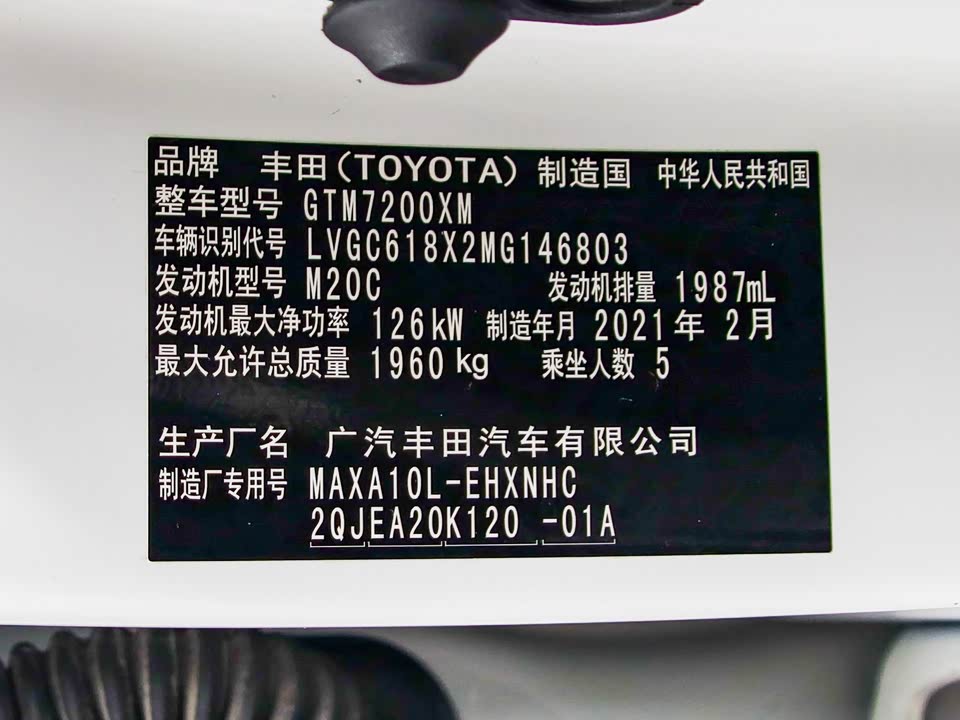 品牌 丰田(TOYOTA) 制造国 中华人民共和国
整车型号 GTM7200XM
车辆识别代号 LVGC618X2MG146803
发动机型号 M20C 发动机排量 1987mL
发动机最大净功率 126kW 制造年月 2021年 2月
最大允许总质量 1960 kg 乘坐人数 5
生产厂名 广汽丰田汽车有限公司
制造厂专用号 MAXA10L-EHXNHC
2QJEA20K120 -01A